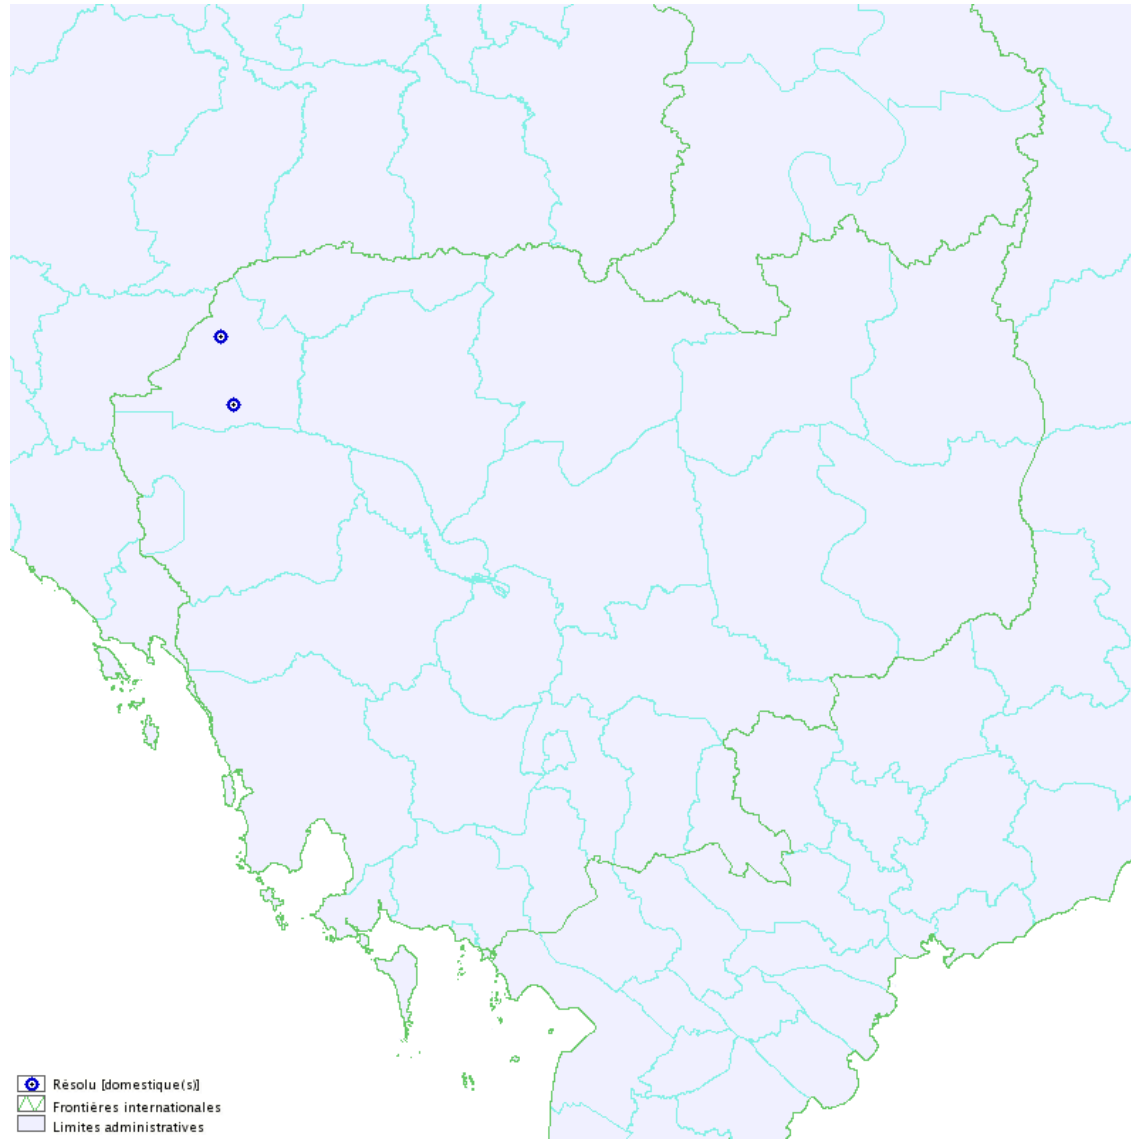 Résolu [domestique(s)]
Frontières internationales
Limites administratives